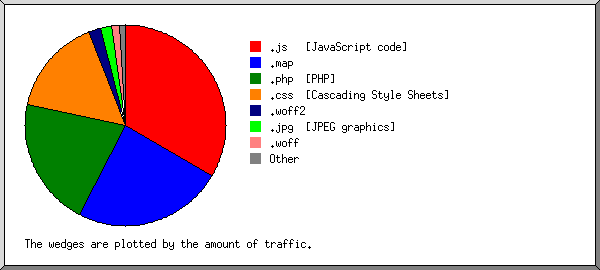 .js [JavaScript code]
.map
.php [PHP]
.css [Cascading Style Sheets]
.woff2
.jpg [JPEG graphics]
.woff
Other
The wedges are plotted by the amount of traffic.